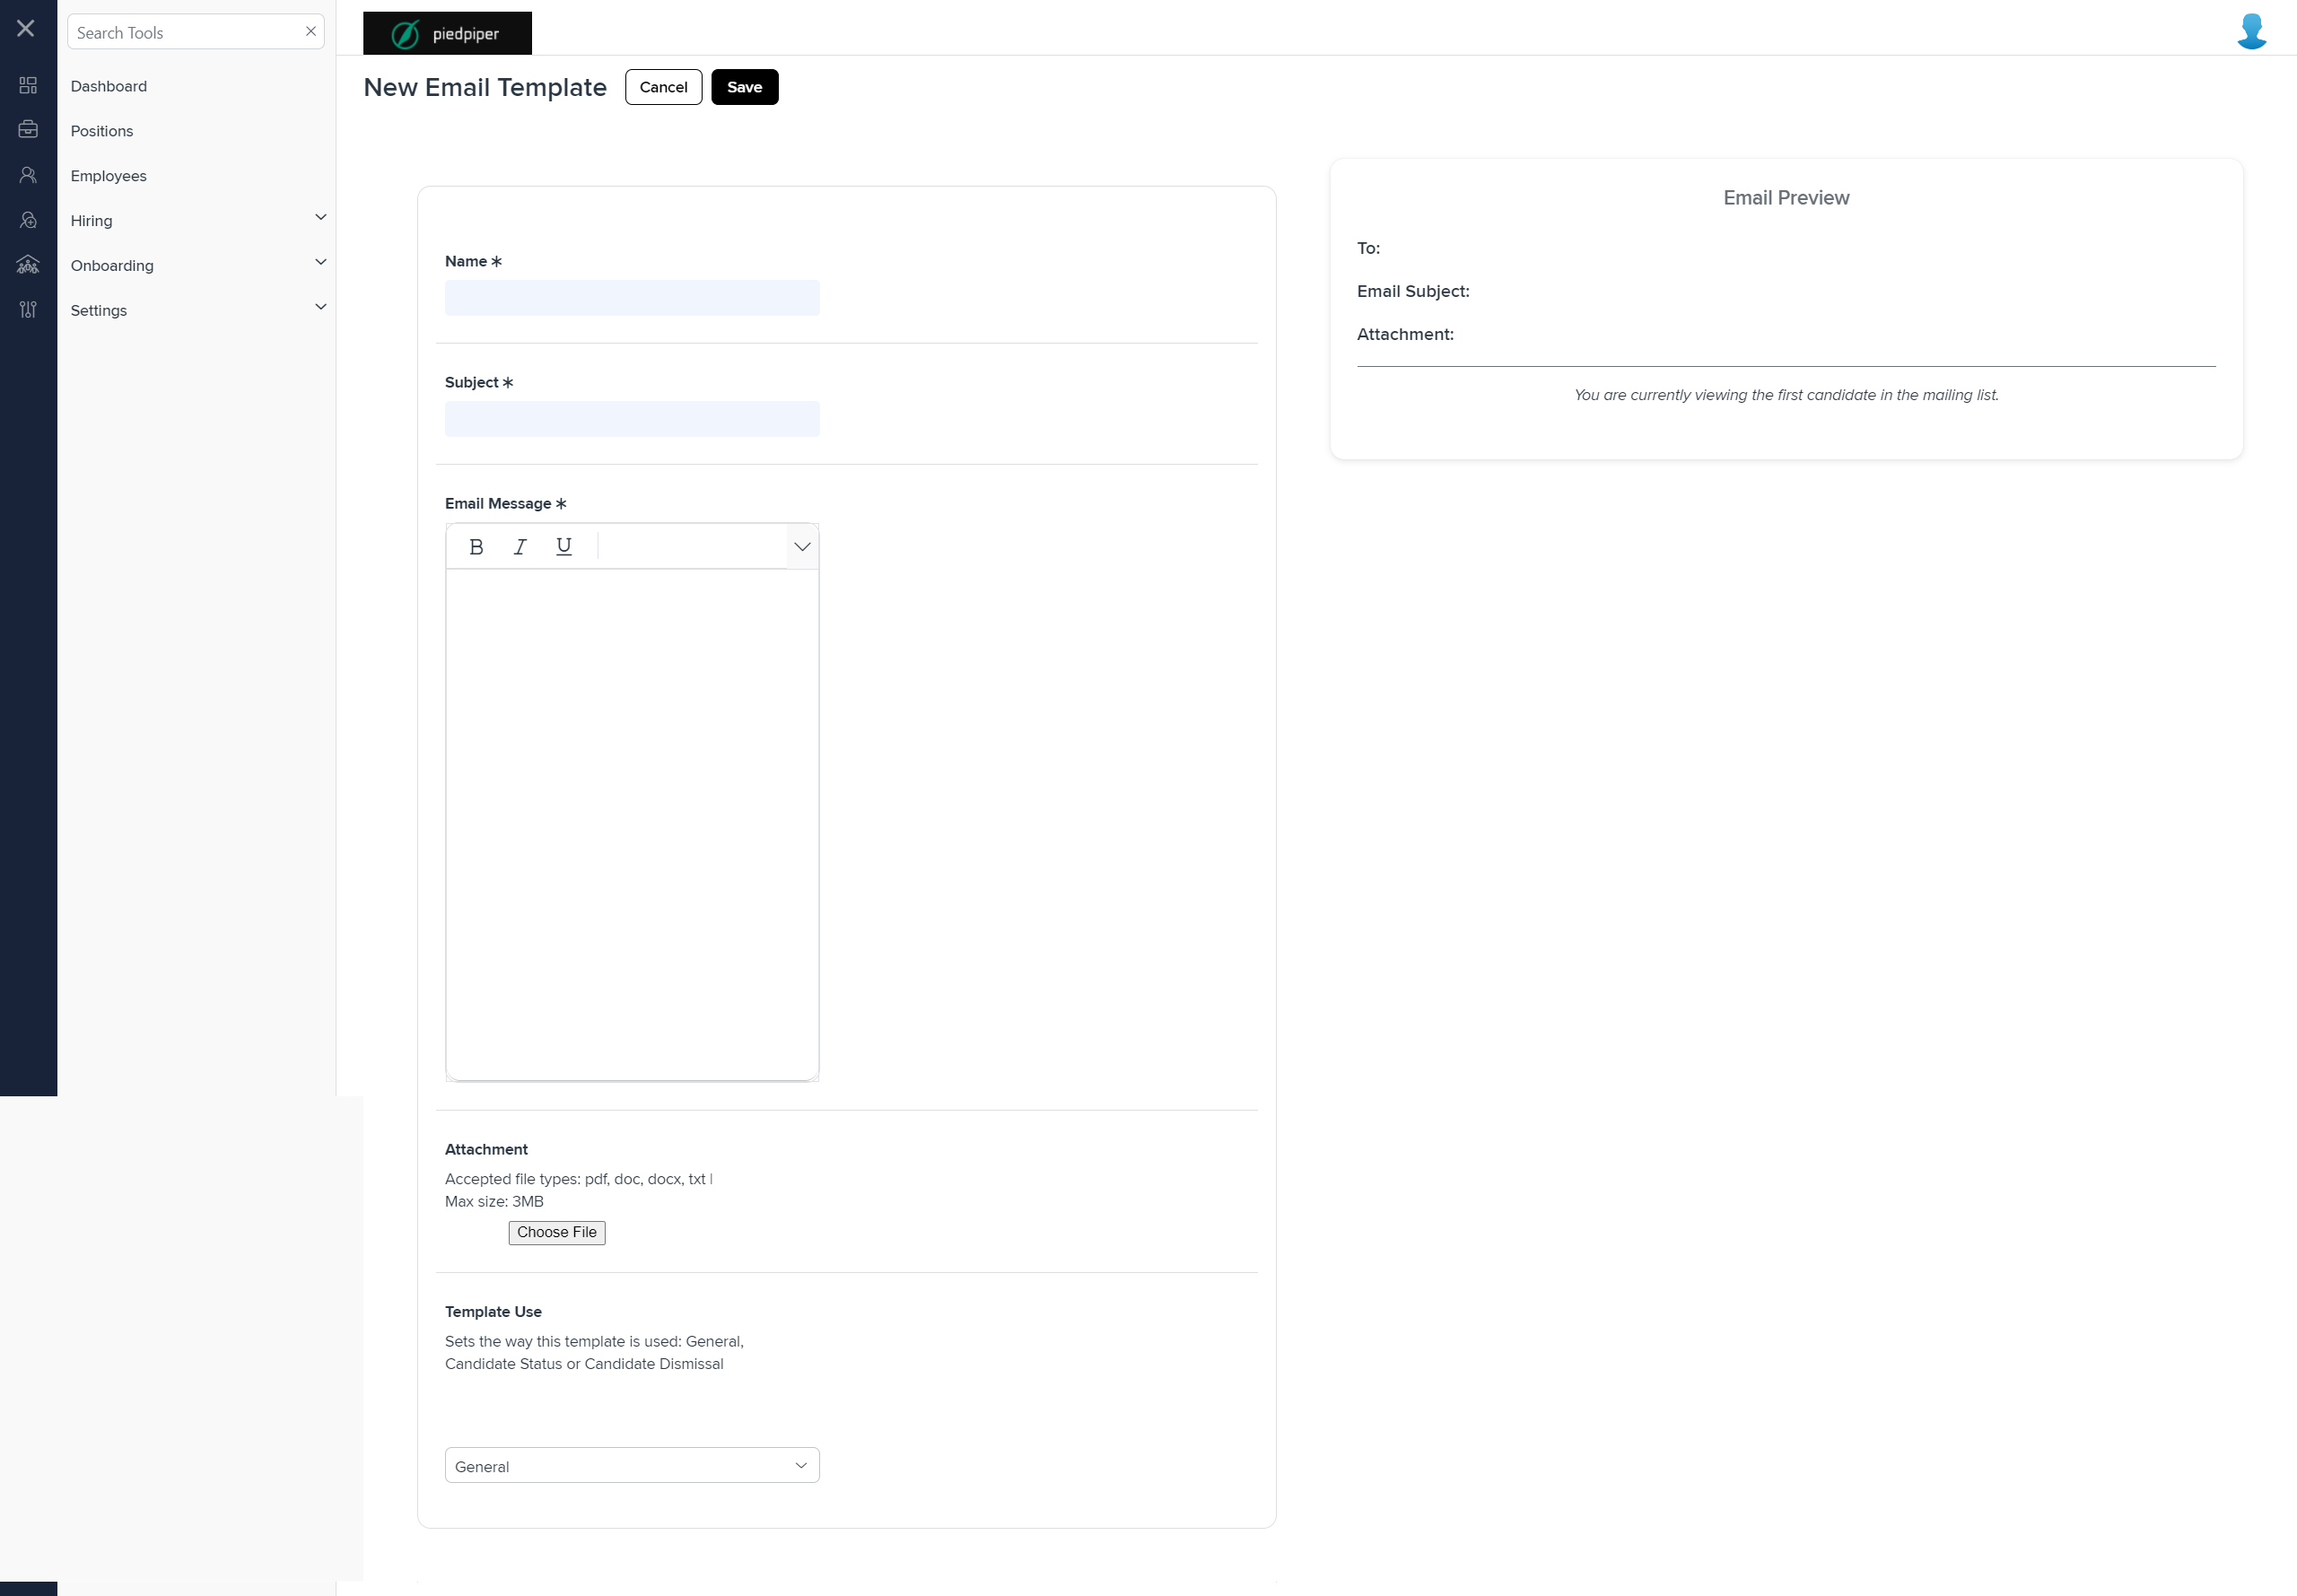 Search Tools
Dashboard
Positions
Employees
Hiring
Onboarding
Settings
piedpiper
New Email Template
Cancel
Save
Name *
Subject *
Email Message *
B I U
Attachment
Accepted file types: pdf, doc, docx, txt |
Max size: 3MB
Choose File
Template Use
Sets the way this template is used: General,
Candidate Status or Candidate Dismissal
General
Email Preview
To:
Email Subject:
Attachment:
You are currently viewing the first candidate in the mailing list.